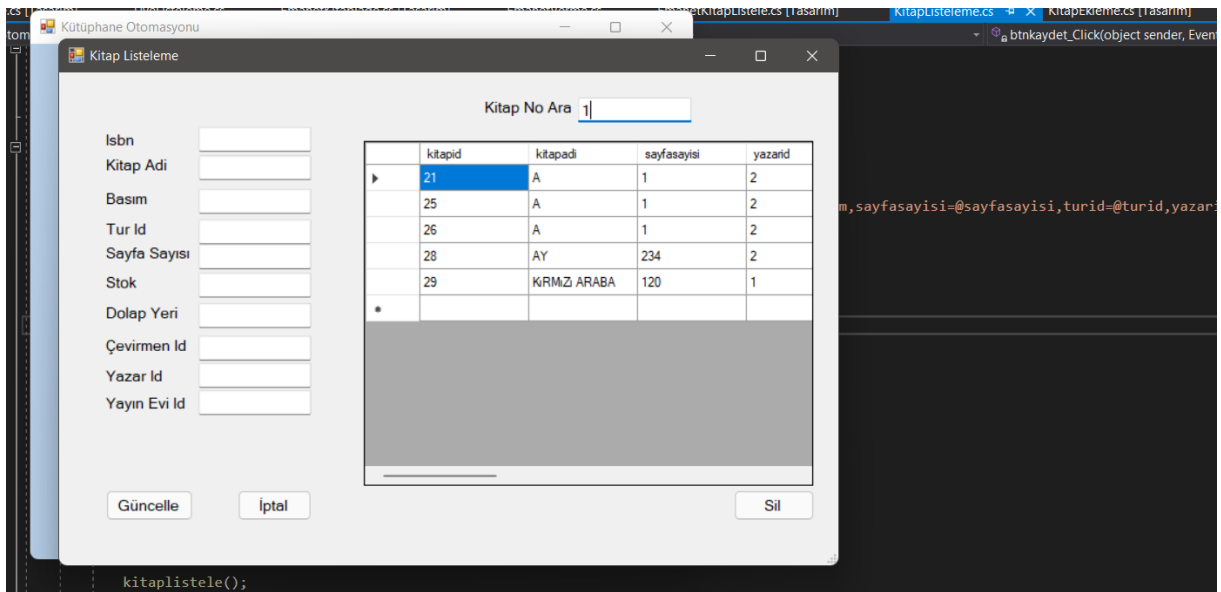 KitapListeleme.cs
KitapEkleme.cs [Tasarım]
Kütüphane Otomasyonu
btnkaydet_Click(object sender, Event
Kitap Listeleme
Kitap No Ara 1
Isbn
Kitap Adi
Basım
Tur Id
Sayfa Sayısı
Stok
Dolap Yeri
Çevirmen Id
Yazar Id
Yayın Evi Id
kitapid kitapadi sayfasayisi yazarid
21 A 1 2
25 A 1 2
26 A 1 2
28 AY 234 2
29 KıRMıZı ARABA 120 1
m,sayfasayisi=@sayfasayisi,turid=@turid,yazari
Güncelle İptal Sil
kitaplistele();